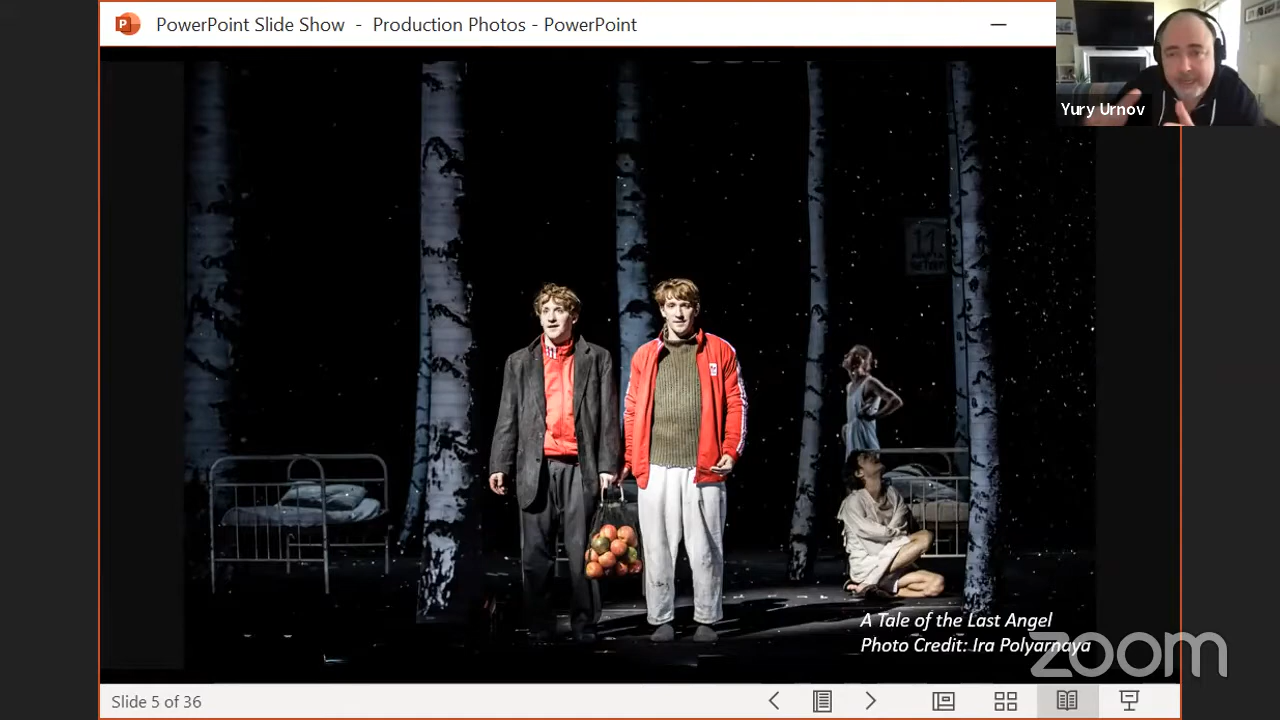 PowerPoint Slide Show - Production Photos - PowerPoint
Yury Urnov
11
A Tale of the Last Angel
Photo Credit: Ira Polyarnaya
zoom
Slide 5 of 36